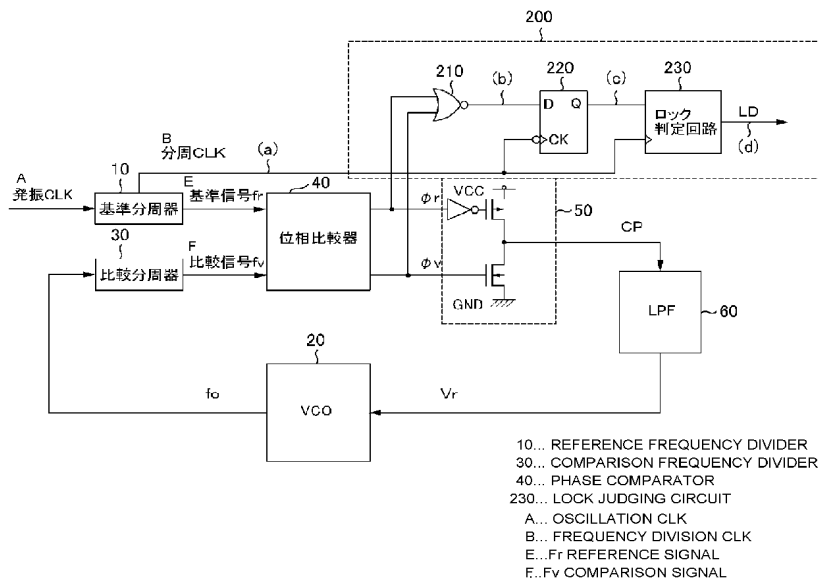 200
210
(b)
220
(c)
230
D
Q
CK
ロック
判定回路
LD
(d)
B
分周CLK
(a)
A
発振CLK
10
基準分周器
E
基準信号fr
40
位相比較器
φr
VCC
50
CP
30
比較分周器
F
比較信号fv
φv
GND
LPF
60
20
VCO
fo
Vr
10... REFERENCE FREQUENCY DIVIDER
30... COMPARISON FREQUENCY DIVIDER
40... PHASE COMPARATOR
230... LOCK JUDGING CIRCUIT
A... OSCILLATION CLK
B... FREQUENCY DIVISION CLK
E...Fr REFERENCE SIGNAL
F...Fv COMPARISON SIGNAL